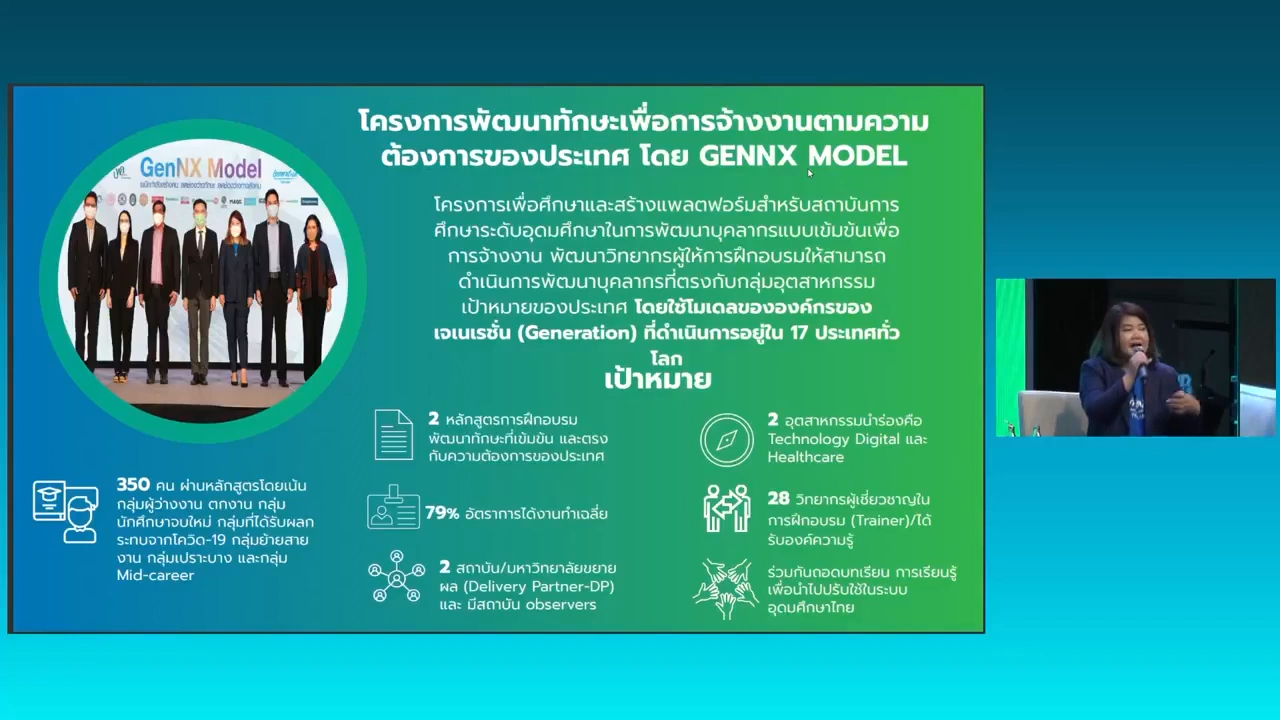 โครงการพัฒนาทักษะเพื่อการจ้างงานตามความ
ต้องการของประเทศ โดย GENNX MODEL
GenNX Model
โครงการเพื่อศึกษาและสร้างแพลตฟอร์มสำหรับสถาบันการ
ศึกษาระดับอุดมศึกษาในการพัฒนาบุคลากรแบบเข้มข้นเพื่อ
การจ้างงาน พัฒนาวิทยากรผู้ให้การฝึกอบรมให้สามารถ
ดำเนินการพัฒนาบุคลากรที่ตรงกับกลุ่มอุตสาหกรรม
เป้าหมายของประเทศ โดยใช้โมเดลขององค์กรของ
เจเนเรชั่น (Generation) ที่ดำเนินการอยู่ใน 17 ประเทศทั่ว
โลก
เป้าหมาย
350 คน ผ่านหลักสูตรโดยเน้น
กลุ่มผู้ว่างงาน ตกงาน กลุ่ม
นักศึกษาจบใหม่ กลุ่มที่ได้รับผลก
ระทบจากโควิด-19 กลุ่มย้ายสาย
งาน กลุ่มเปราะบาง และกลุ่ม
Mid-career
2 หลักสูตรการฝึกอบรม
พัฒนาทักษะที่เข้มข้น และตรง
กับความต้องการของประเทศ
79% อัตราการได้งานทำเฉลี่ย
2 สถาบัน/มหาวิทยาลัยขยาย
ผล (Delivery Partner-DP)
และ มีสถาบัน observers
2 อุตสาหกรรมนำร่องคือ
Technology Digital และ
Healthcare
28 วิทยากรผู้เชี่ยวชาญใน
การฝึกอบรม (Trainer)/ได้
รับองค์ความรู้
ร่วมกันถอดบทเรียน การเรียนรู้
เพื่อนำไปปรับใช้ในระบบ
อุดมศึกษาไทย